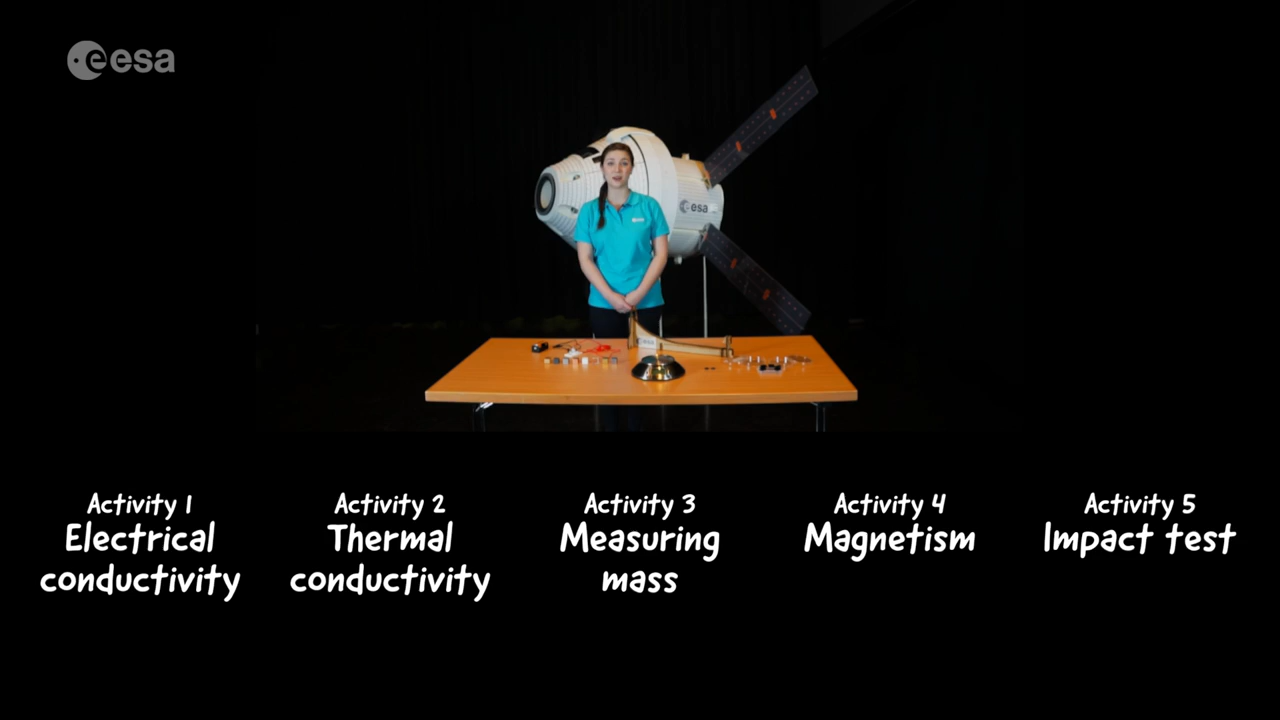 esa
esa
Activity 1
Electrical
conductivity
Activity 2
Thermal
conductivity
Activity 3
Measuring
mass
Activity 4
Magnetism
Activity 5
Impact test